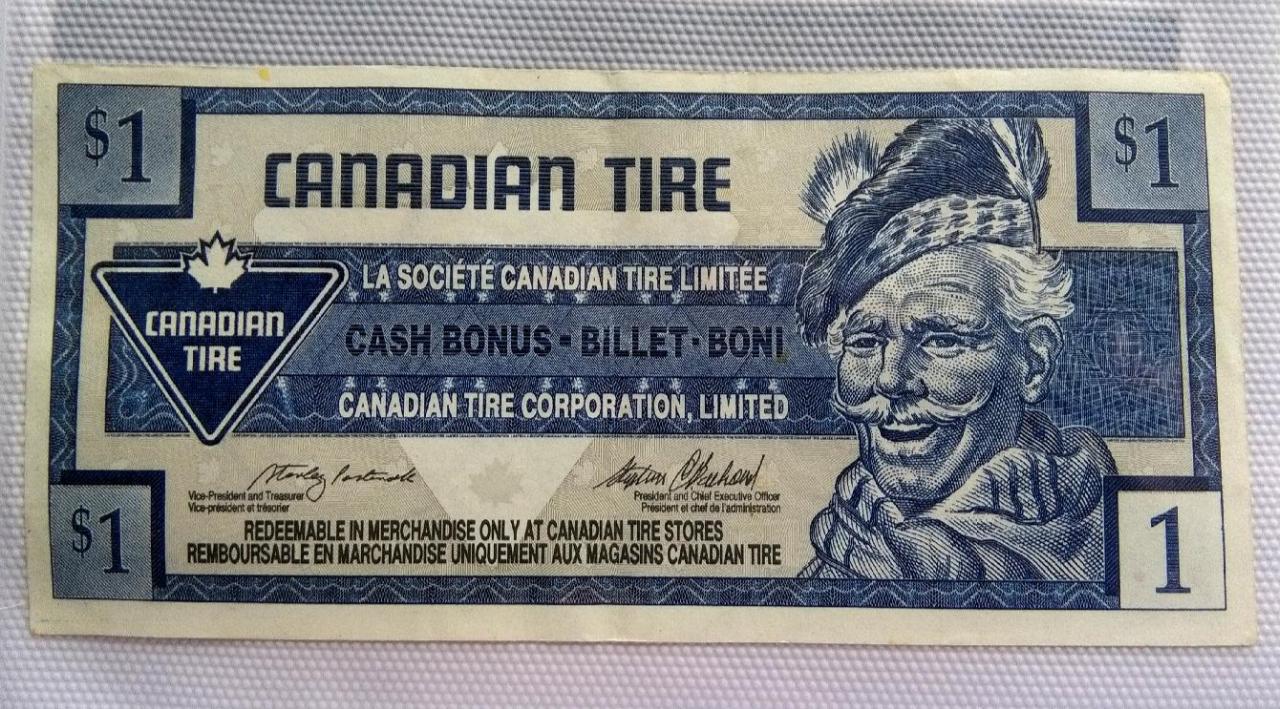 $1
$1
CANADIAN TIRE
LA SOCIÉTÉ CANADIAN TIRE LIMITÉE
CANADIAN
TIRE
CASH BONUS - BILLET - BONI
CANADIAN TIRE CORPORATION, LIMITED
Vice-President and Treasurer
Vice-président et trésorier
President and Chief Executive Officer
Président et chef de l'administration
$1
REDEEMABLE IN MERCHANDISE ONLY AT CANADIAN TIRE STORES
REMBOURSABLE EN MARCHANDISE UNIQUEMENT AUX MAGASINS CANADIAN TIRE
1